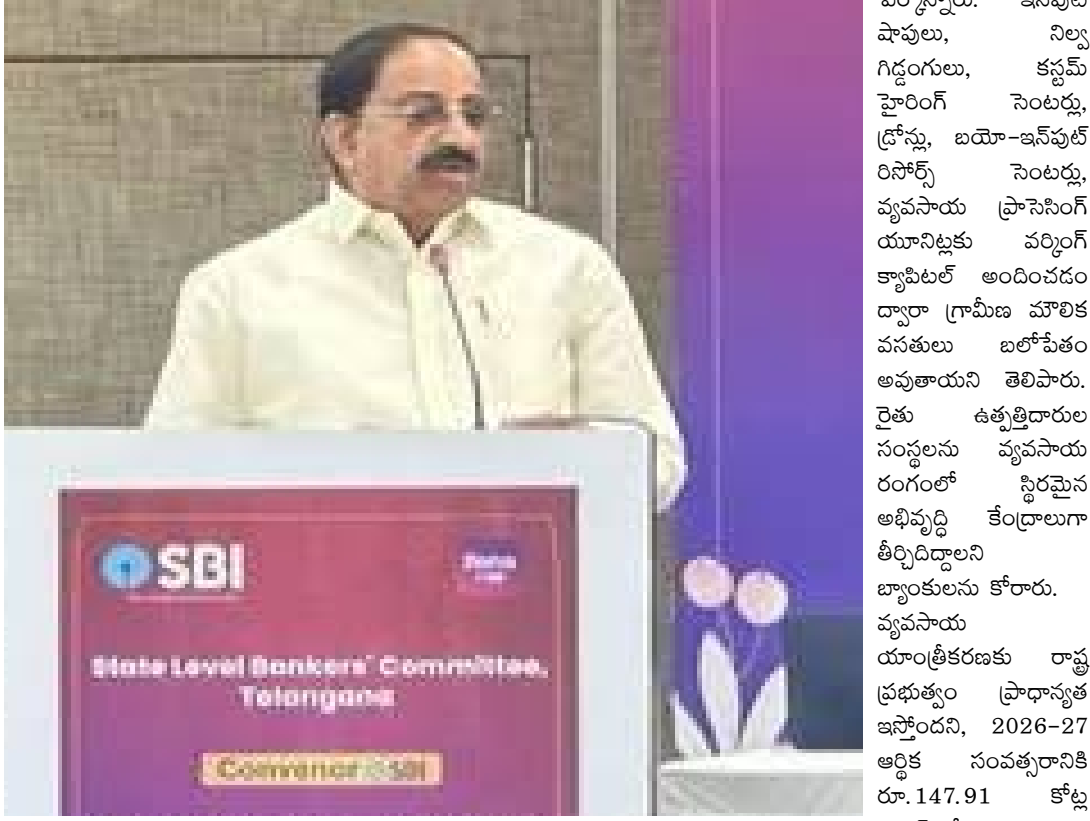 SBI
State Level Bankers' Committee,
Telangana
Convenor SBI
షాపులు, నిల్వ
గిడ్డంగులు, కస్టమ్
హైరింగ్ సెంటర్లు,
డ్రోన్లు, బయో-ఇన్‌పుట్
రిసోర్స్ సెంటర్లు,
వ్యవసాయ ప్రాసెసింగ్
యూనిట్లకు వర్కింగ్
క్యాపిటల్ అందించడం
ద్వారా గ్రామీణ మౌలిక
వసతులు బలోపేతం
అవుతాయని తెలిపారు.
రైతు ఉత్పత్తిదారుల
సంస్థలను వ్యవసాయ
రంగంలో స్థిరమైన
అభివృద్ధి కేంద్రాలుగా
తీర్చిదిద్దాలని
బ్యాంకులను కోరారు.
వ్యవసాయ
యాంత్రీకరణకు రాష్ట్ర
ప్రభుత్వం ప్రాధాన్యత
ఇస్తోందని, 2026-27
ఆర్థిక సంవత్సరానికి
రూ.147.91 కోట్ల